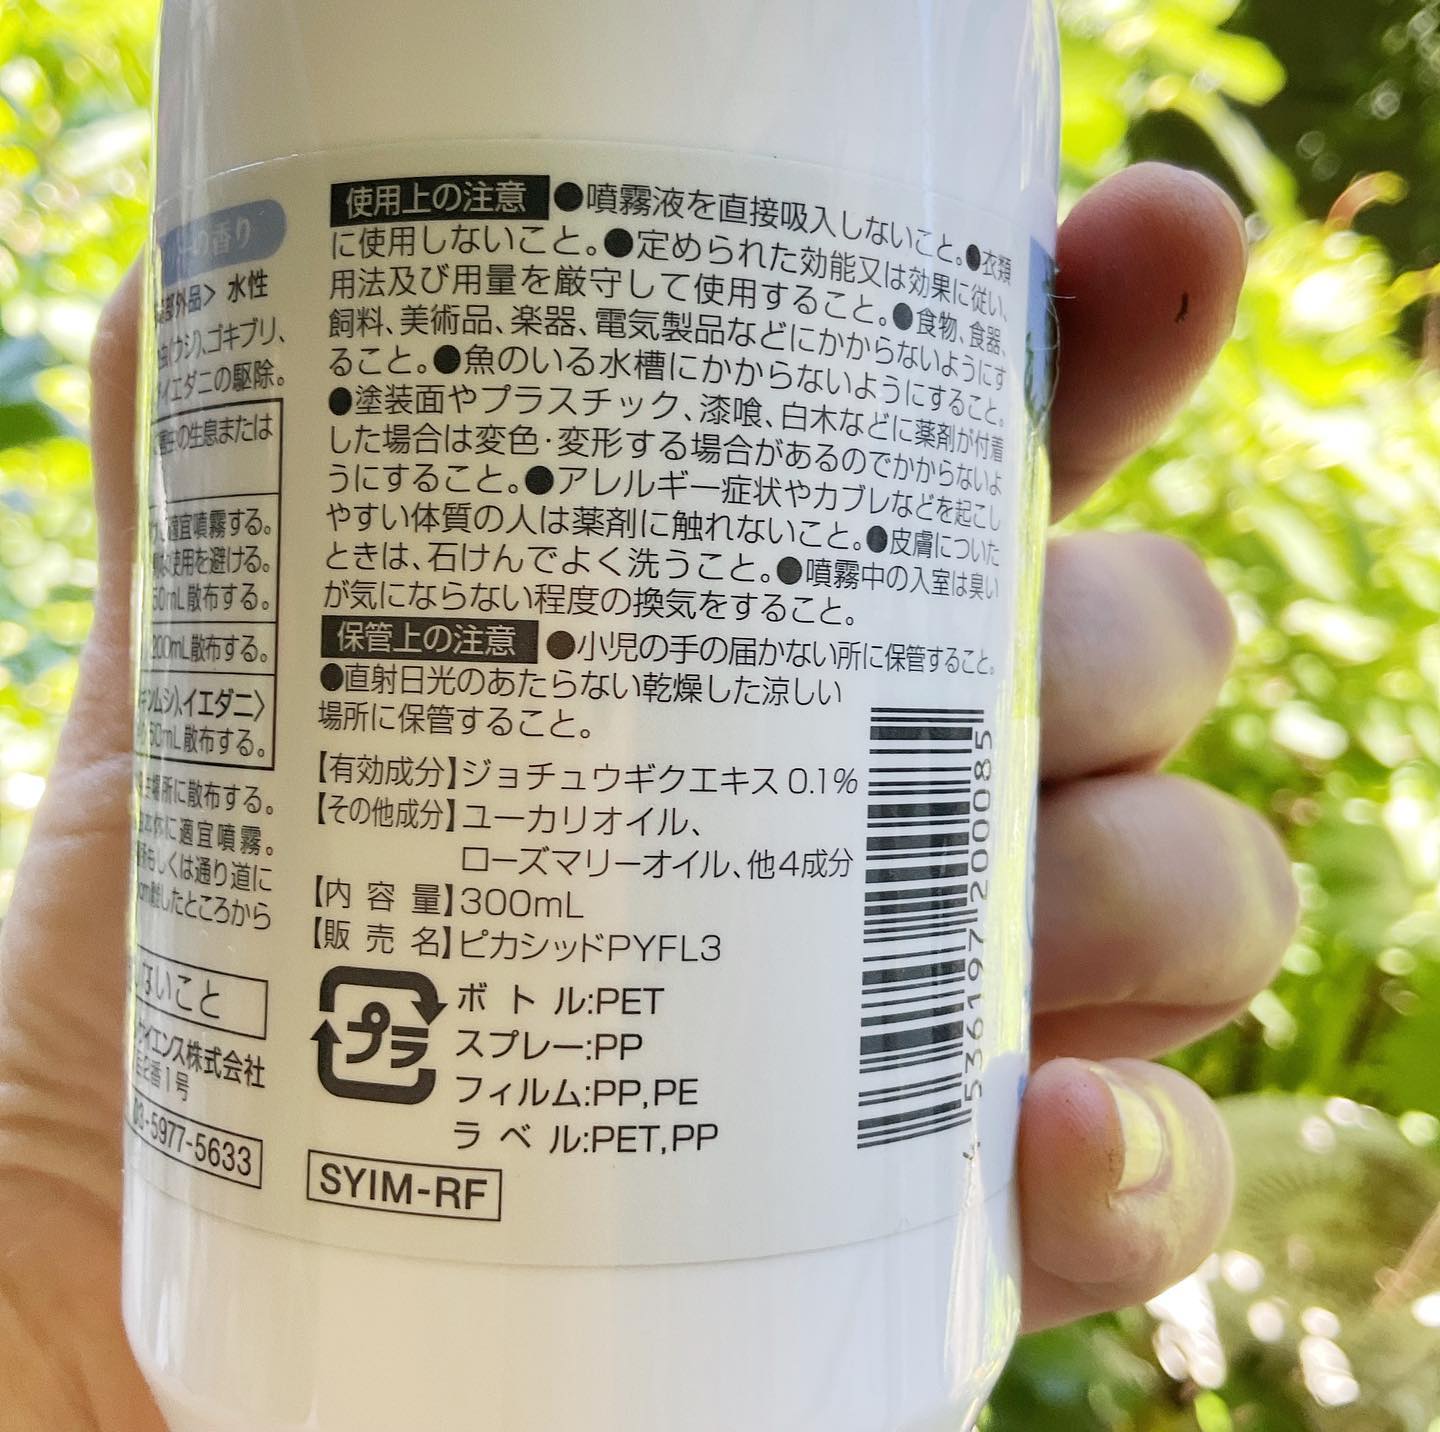 の香り
外品〉水性
(ウジ)、ゴキブリ、
イエダニの駆除。
の生息または
適宜噴霧する。
使用を避ける。
50mL散布する。
200mL散布する。
ムシ)、イエダニ〉
50mL散布する。
場所に散布する。
に適宜噴霧。
もしくは通り道に
したところから
ないこと
イエンス株式会社
2番1号
03-5977-5633
使用上の注意 ●噴霧液を直接吸入しないこと。●衣類
に使用しないこと。●定められた効能又は効果に従い、
用法及び用量を厳守して使用すること。●食物、食器、
飼料、美術品、楽器、電気製品などにかからないようにす
ること。●魚のいる水槽にかからないようにすること。
●塗装面やプラスチック、漆喰、白木などに薬剤が付着
した場合は変色・変形する場合があるのでかからないよ
うにすること。●アレルギー症状やカブレなどを起こし
やすい体質の人は薬剤に触れないこと。●皮膚についた
ときは、石けんでよく洗うこと。●噴霧中の入室は臭い
が気にならない程度の換気をすること。
保管上の注意 ●小児の手の届かない所に保管すること。
●直射日光のあたらない乾燥した涼しい
場所に保管すること。
【有効成分】ジョチュウギクエキス 0.1%
【その他成分】ユーカリオイル、
ローズマリーオイル、他4成分
【内容量】300mL
【販売名】ピカシッドPYFL3
プラ
ボトル:PET
スプレー:PP
フィルム:PP,PE
ラベル:PET,PP
SYIM-RF
4 536197 200085